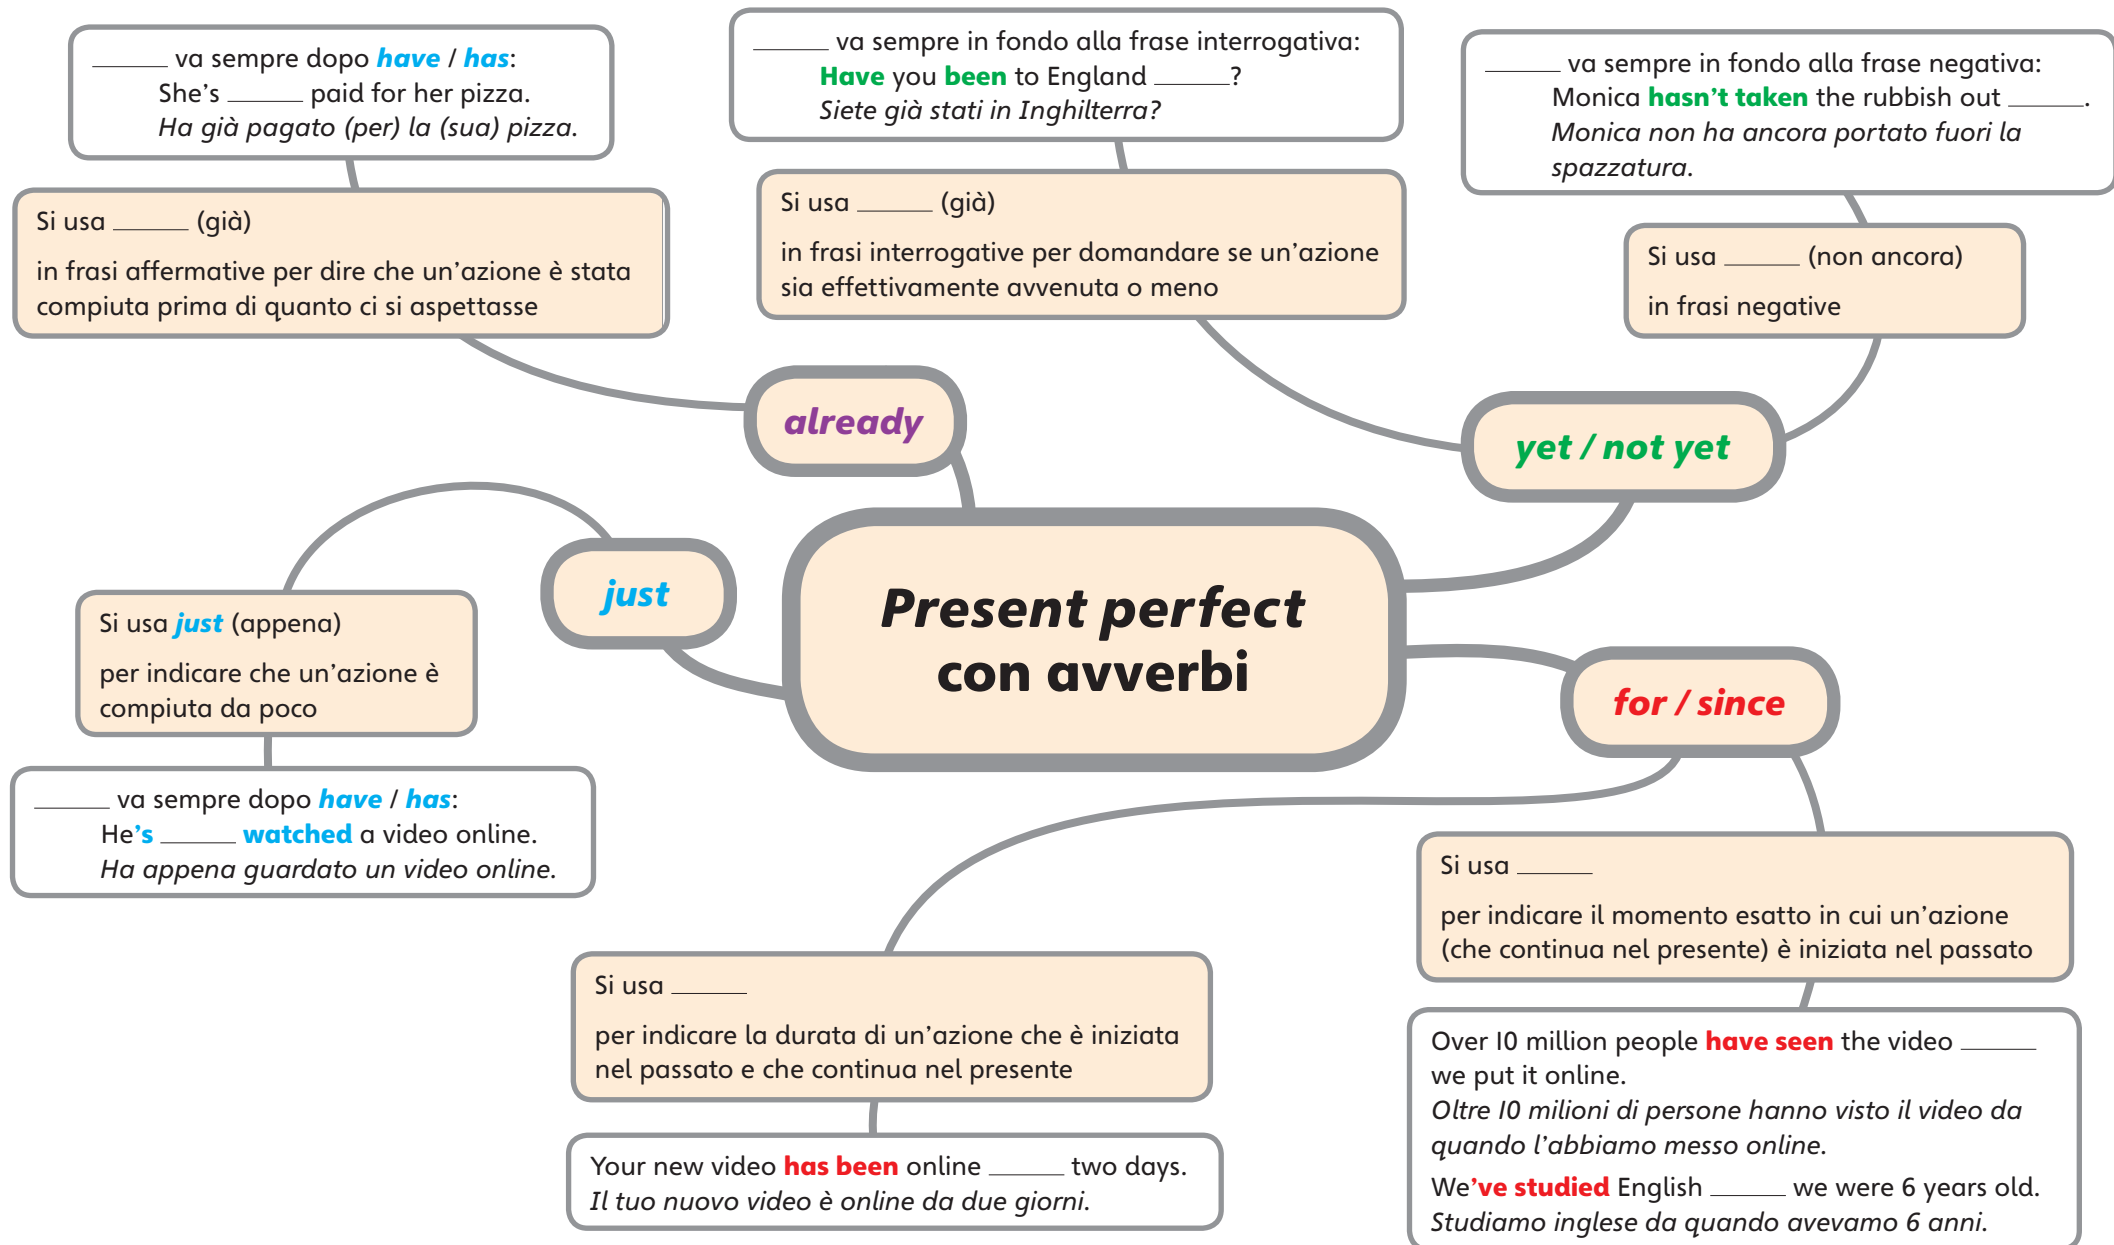 ______ va sempre dopo have / has:
She's ______ paid for her pizza.
Ha già pagato (per) la (sua) pizza.
Si usa ______ (già)
in frasi affermative per dire che un'azione è stata
compiuta prima di quanto ci si aspettasse
already
______ va sempre in fondo alla frase interrogativa:
Have you been to England ______?
Siete già stati in Inghilterra?
Si usa ______ (già)
in frasi interrogative per domandare se un'azione
sia effettivamente avvenuta o meno
______ va sempre in fondo alla frase negativa:
Monica hasn't taken the rubbish out ______.
Monica non ha ancora portato fuori la
spazzatura.
Si usa ______ (non ancora)
in frasi negative
yet / not yet
just
Si usa just (appena)
per indicare che un'azione è
compiuta da poco
______ va sempre dopo have / has:
He's ______ watched a video online.
Ha appena guardato un video online.
Present perfect
con avverbi
for / since
Si usa ______
per indicare la durata di un'azione che è iniziata
nel passato e che continua nel presente
Your new video has been online ______ two days.
Il tuo nuovo video è online da due giorni.
Si usa ______
per indicare il momento esatto in cui un'azione
(che continua nel presente) è iniziata nel passato
Over 10 million people have seen the video ______
we put it online.
Oltre 10 milioni di persone hanno visto il video da
quando l'abbiamo messo online.
We've studied English ______ we were 6 years old.
Studiamo inglese da quando avevamo 6 anni.